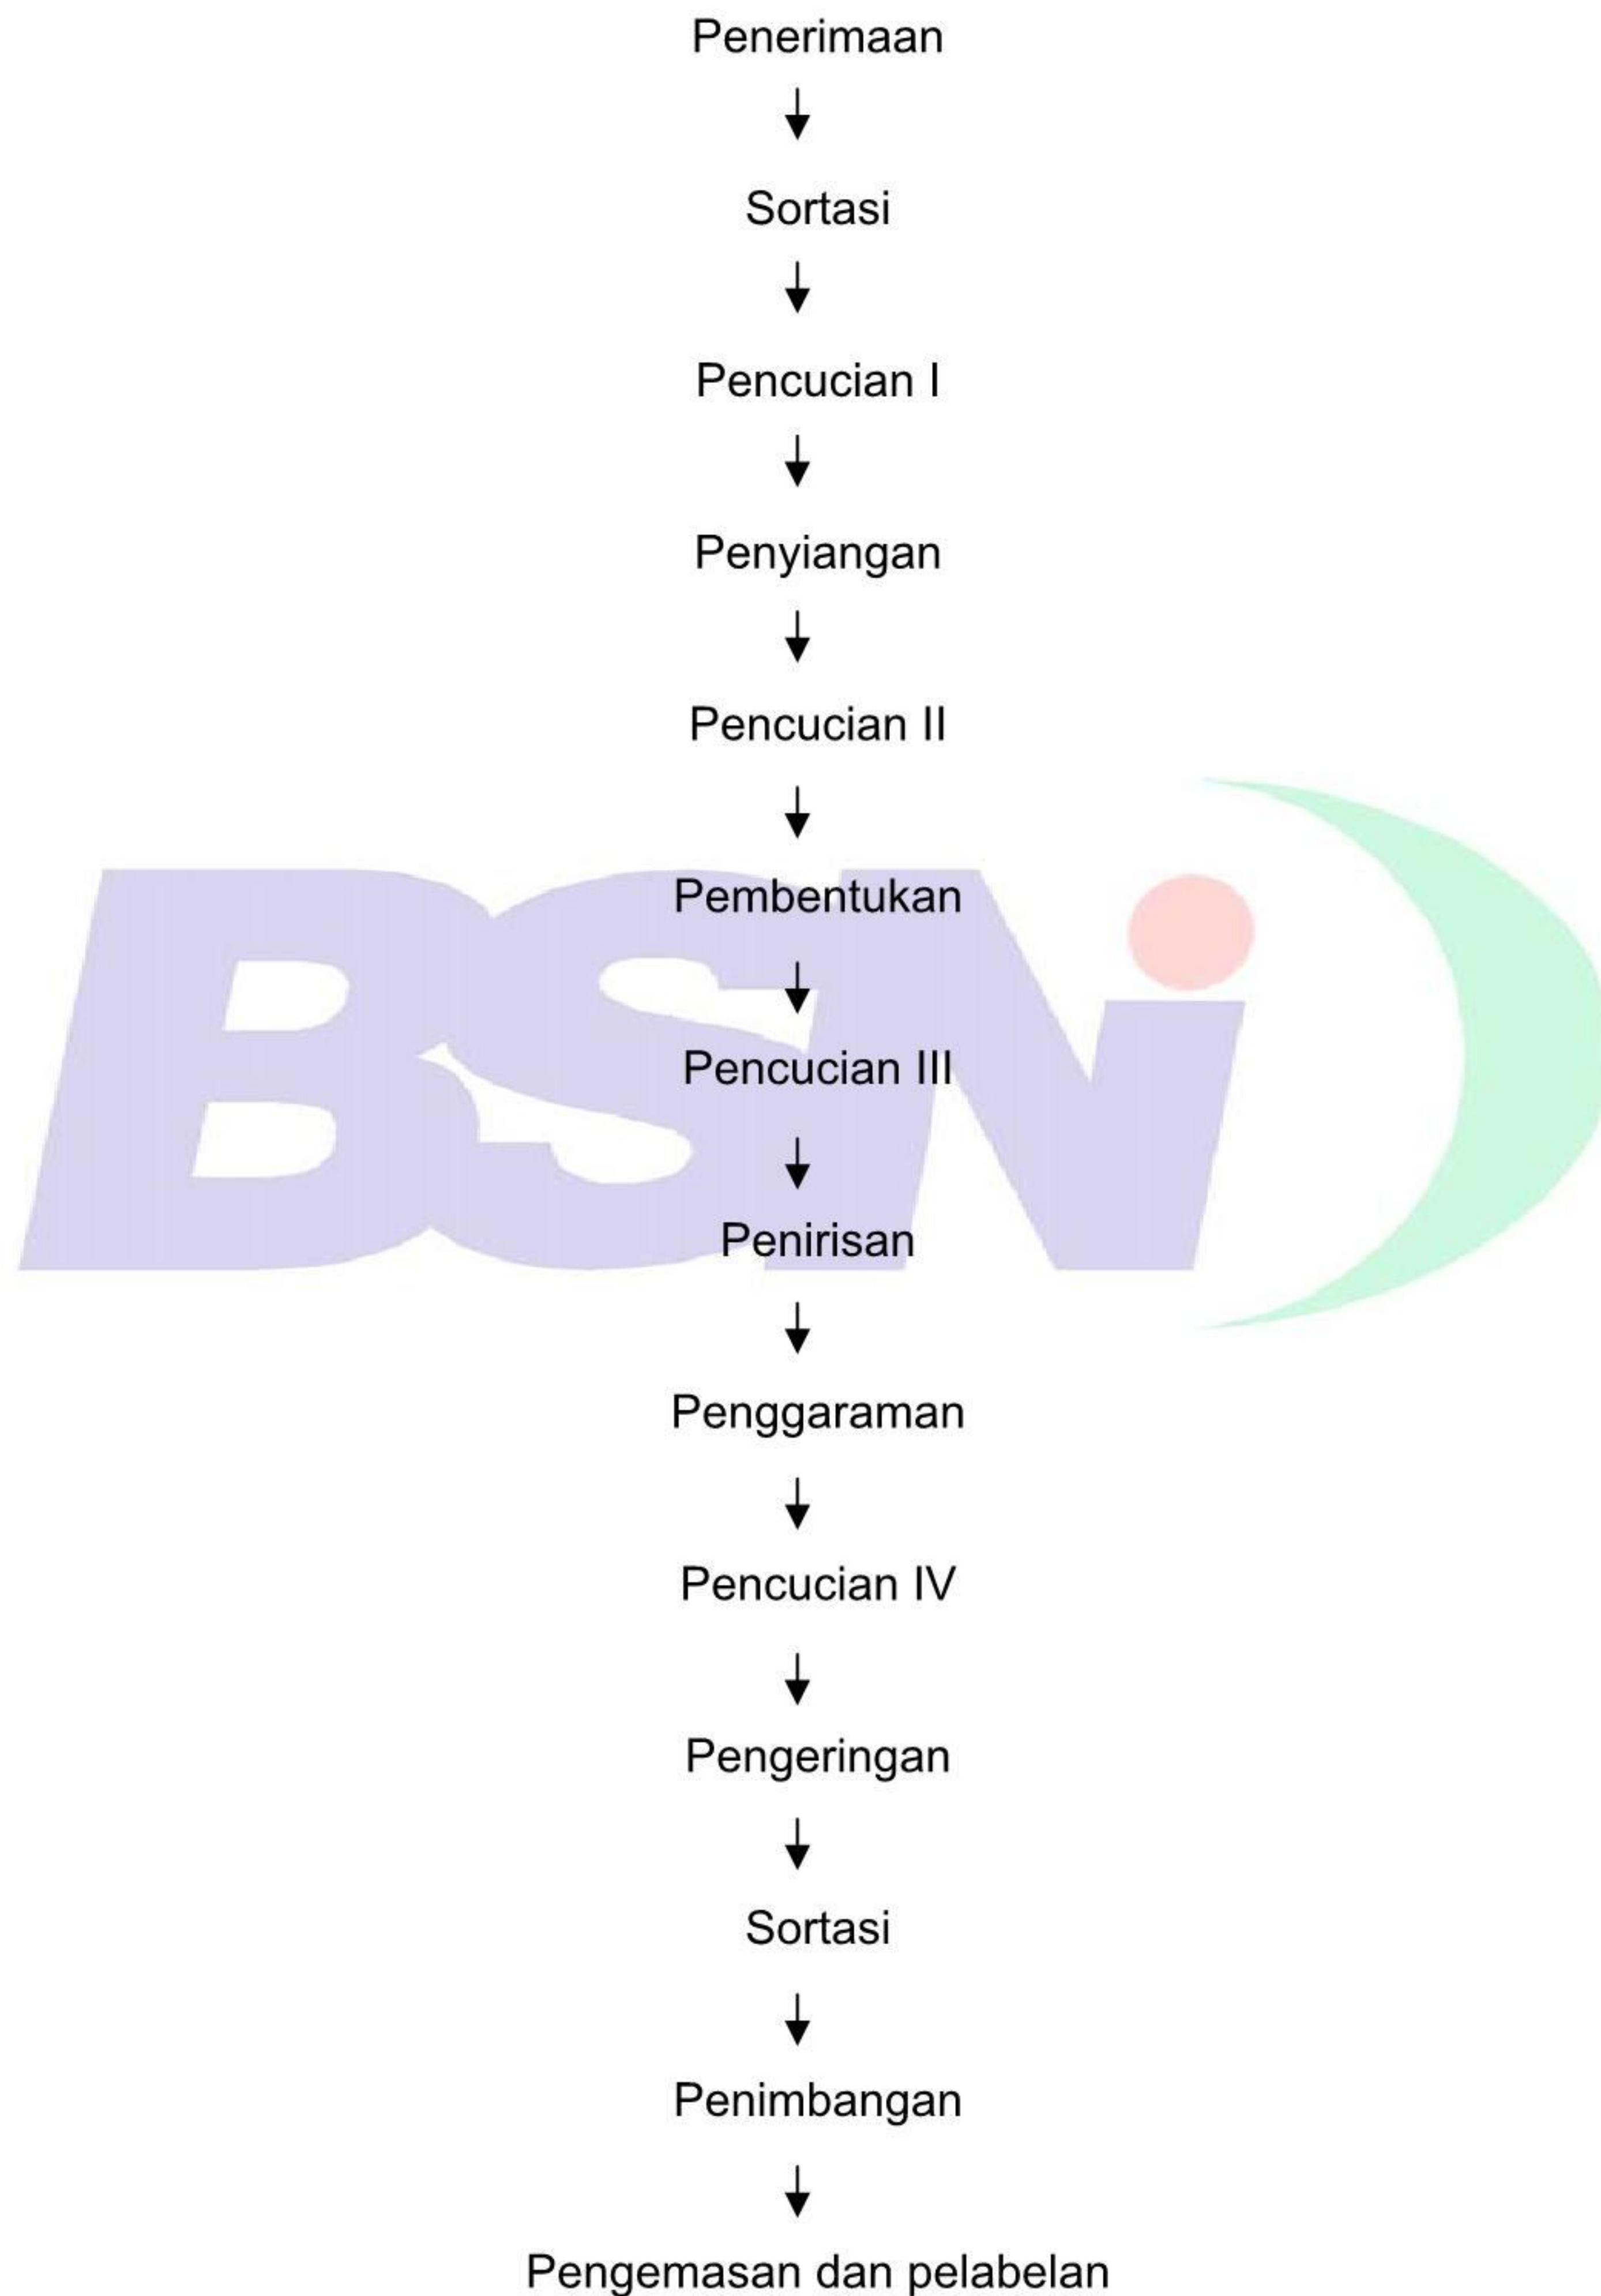 Penerimaan
Sortasi
Pencucian I
Penyiangan
Pencucian II
Pembentukan
Pencucian III
Penirisan
Penggaraman
Pencucian IV
Pengeringan
Sortasi
Penimbangan
Pengemasan dan pelabelan
BSNi